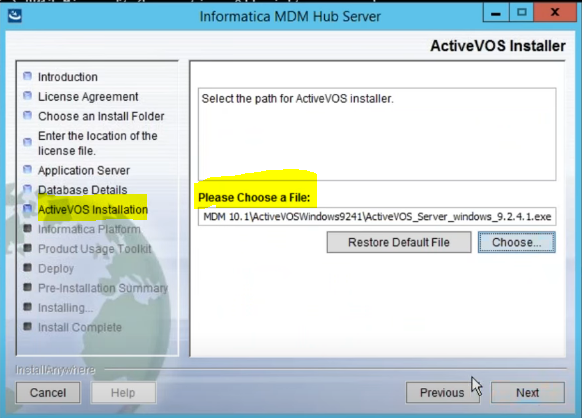 Informatica MDM Hub Server
ActiveVOS Installer
Introduction
License Agreement
Choose an Install Folder
Enter the location of the
license file.
Application Server
Database Details
ActiveVOS Installation
Informatica Platform
Product Usage Toolkit
Deploy
Pre-Installation Summary
Installing...
Install Complete
Select the path for ActiveVOS installer.
Please Choose a File:
MDM 10.1\ActiveVOSWindows9241\ActiveVOS_Server_windows_9.2.4.1.exe
Restore Default File
Choose...
InstallAnywhere
Cancel
Help
Previous
Next